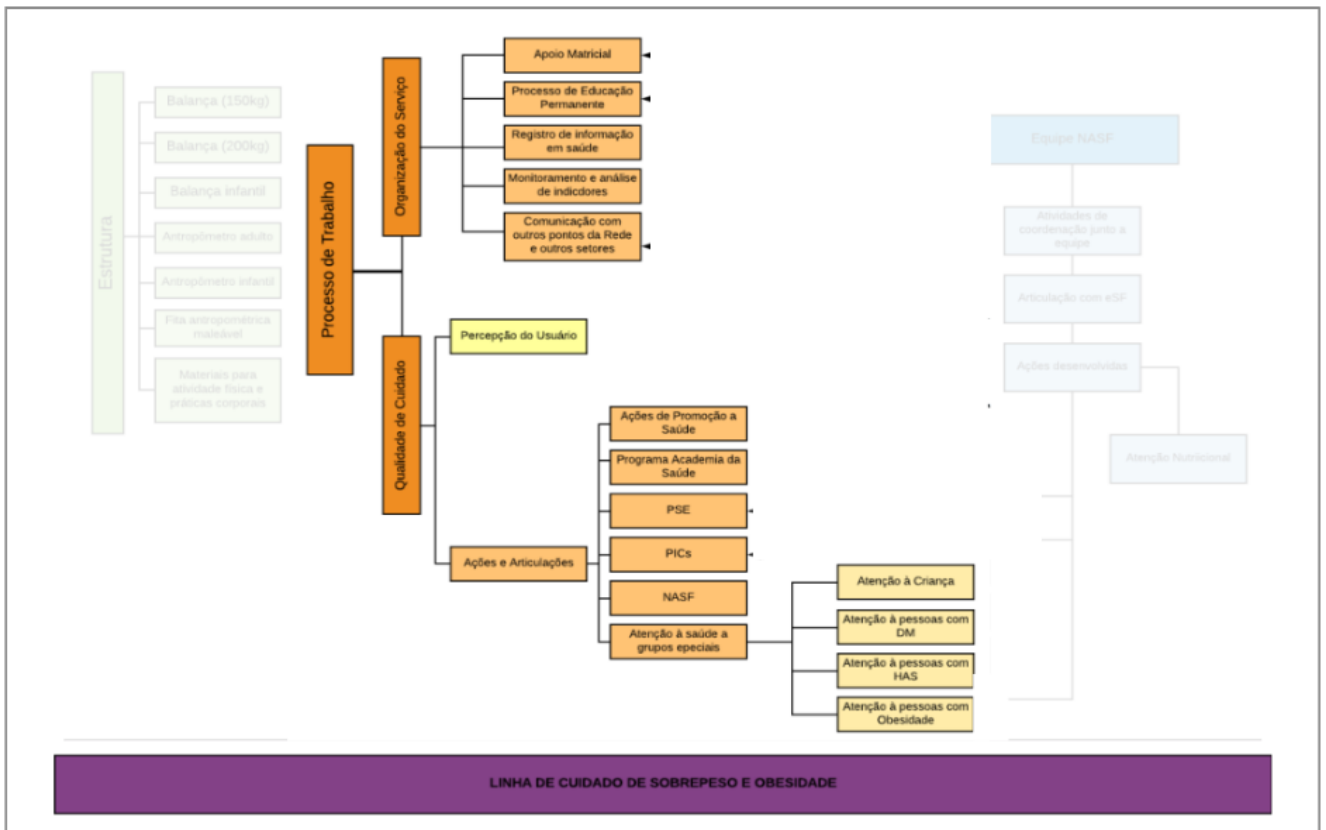 Estrutura
Balança (150kg)
Balança (200kg)
Balança infantil
Antropômetro adulto
Antropômetro infantil
Fita antropométrica
maleável
Materiais para
atividade física e
práticas corporais
Processo de Trabalho
Organização do Serviço
Apoio Matricial
Processo de Educação
Permanente
Registro de informação
em saúde
Monitoramento e análise
de indicdores
Comunicação com
outros pontos da Rede
e outros setores
Qualidade de Cuidado
Percepção do Usuário
Ações e Articulações
Ações de Promoção a
Saúde
Programa Academia da
Saúde
PSE
PICs
NASF
Atenção à saúde a
grupos epeciais
Atenção à Criança
Atenção à pessoas com
DM
Atenção à pessoas com
HAS
Atenção à pessoas com
Obesidade
Equipe NASF
Atividades de
coordenação junto a
equipe
Articulação com eSF
Ações desenvolvidas
Atenção Nutricional
LINHA DE CUIDADO DE SOBREPESO E OBESIDADE